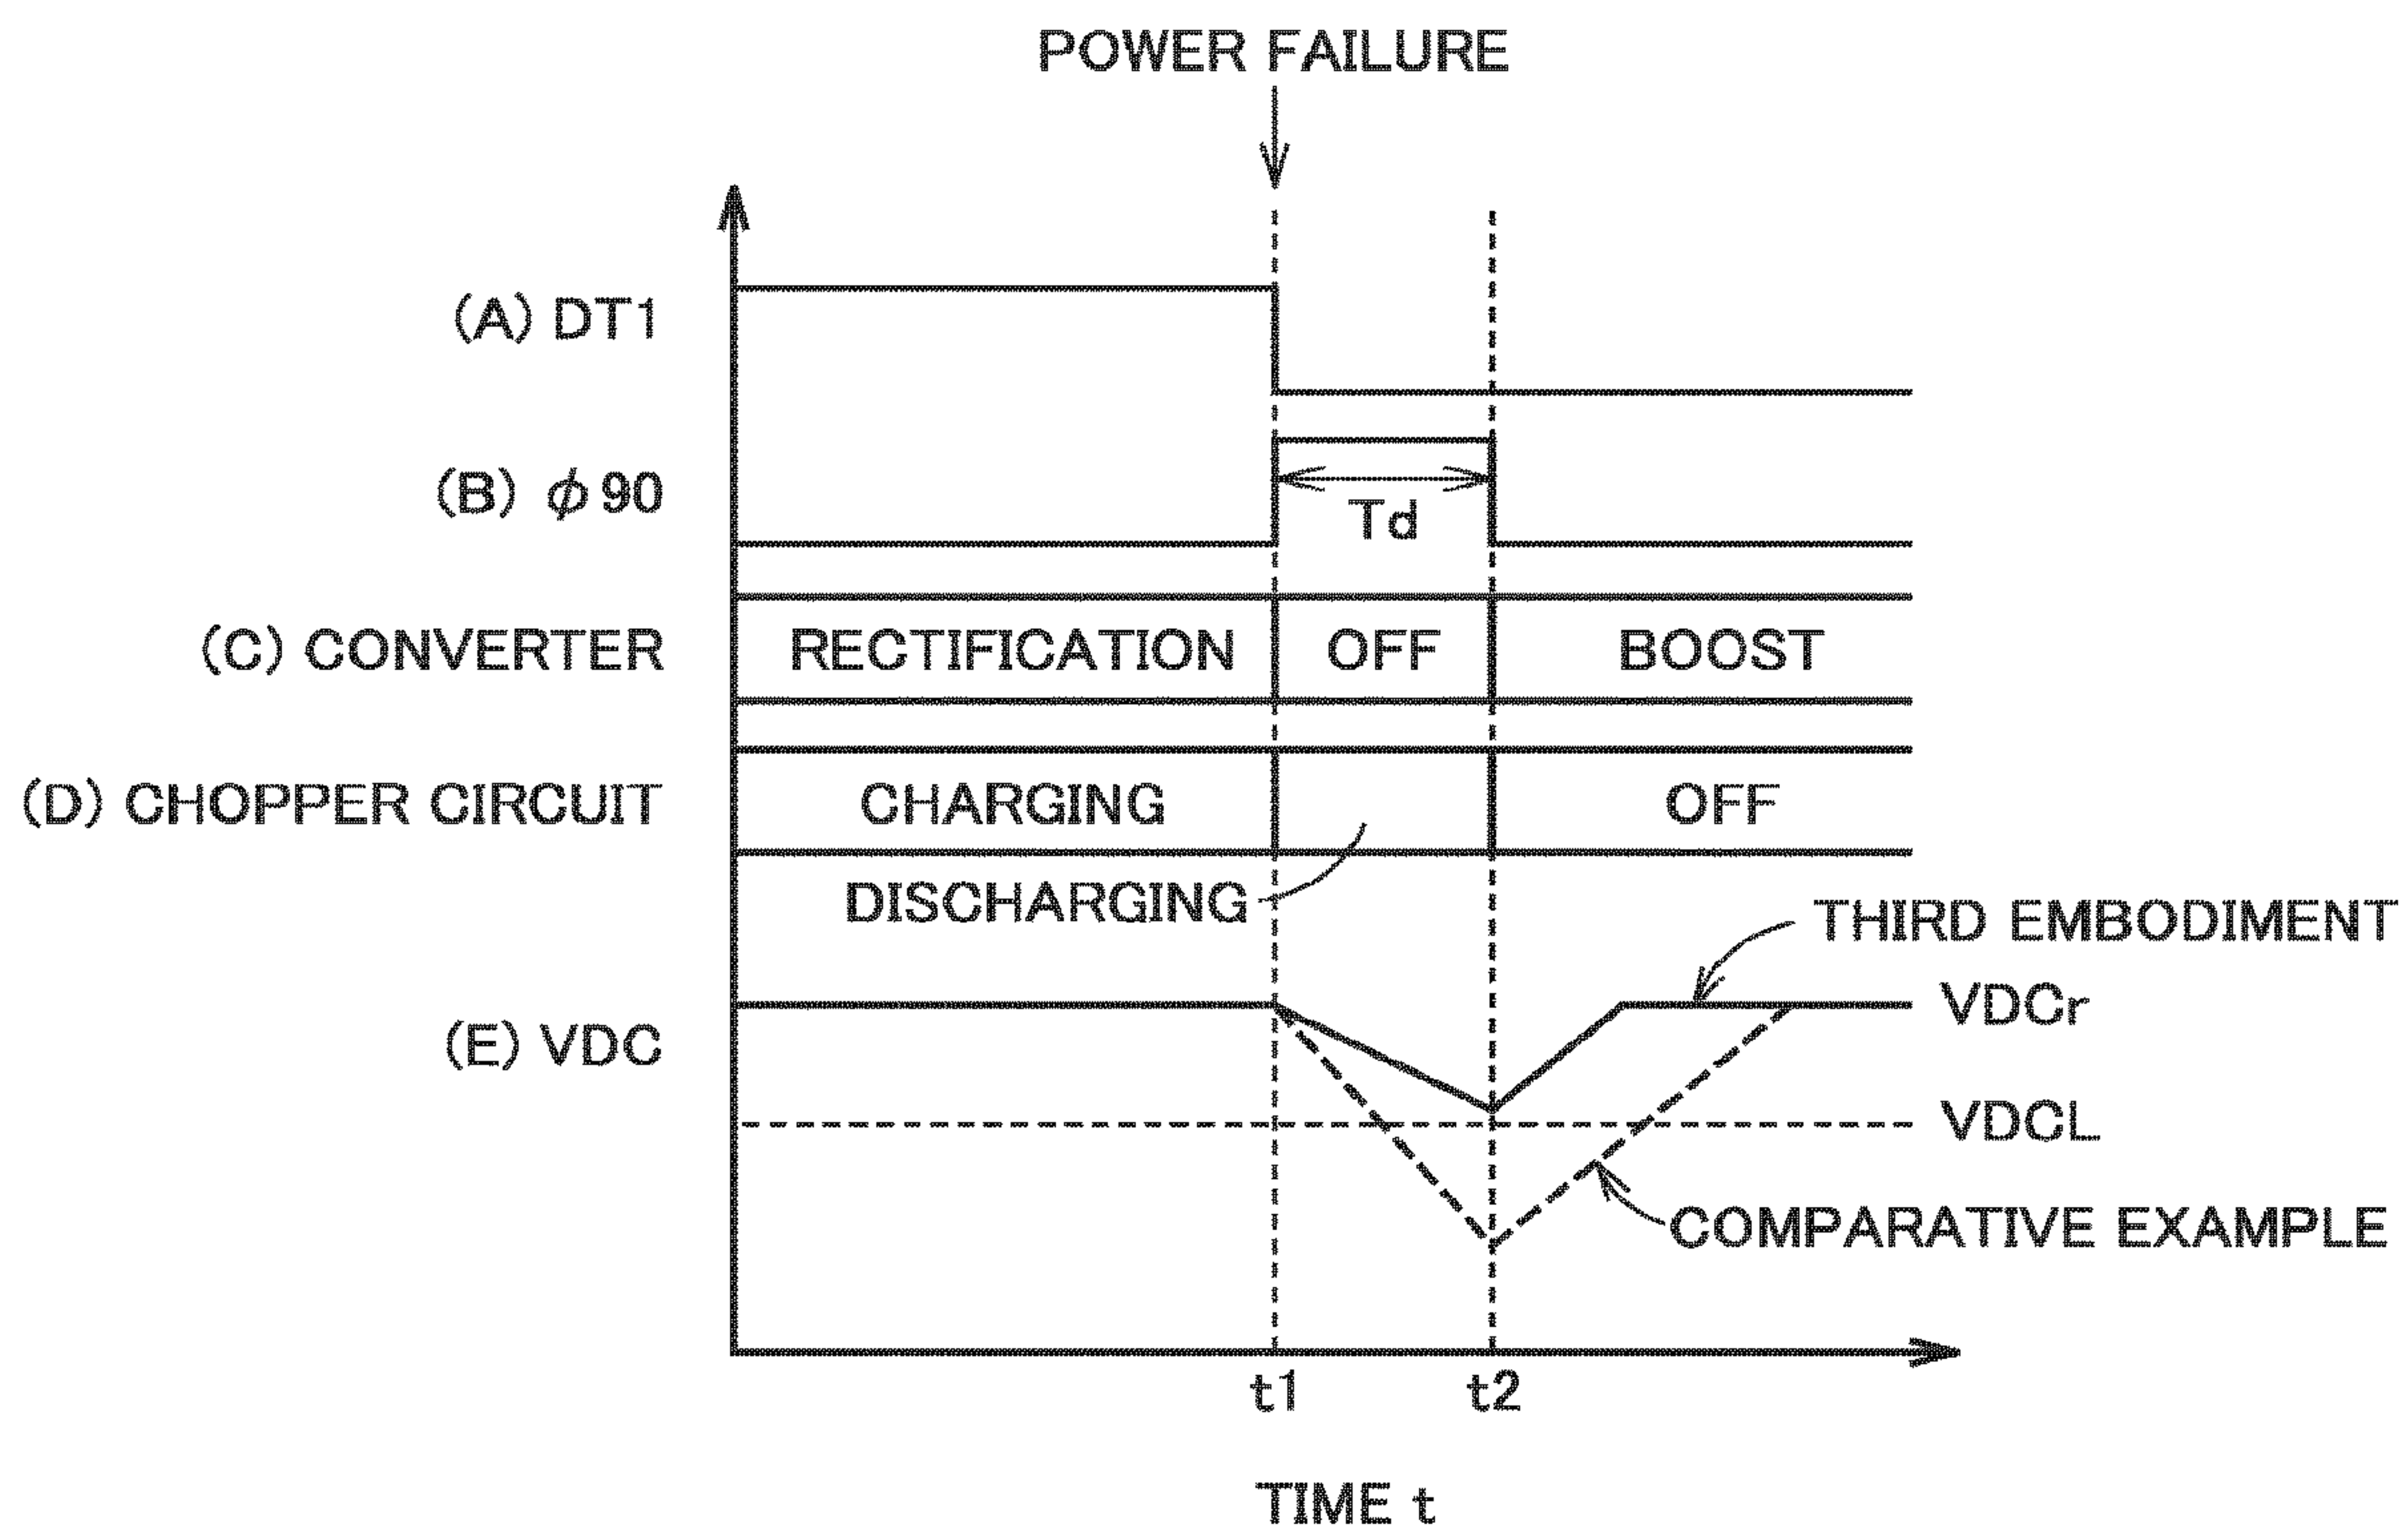 POWER FAILURE
(A) DT1
(B) ϕ90
Td
(C) CONVERTER
RECTIFICATION
OFF
BOOST
(D) CHOPPER CIRCUIT
CHARGING
OFF
DISCHARGING
THIRD EMBODIMENT
VDCr
(E) VDC
VDCL
COMPARATIVE EXAMPLE
t1
t2
TIME t